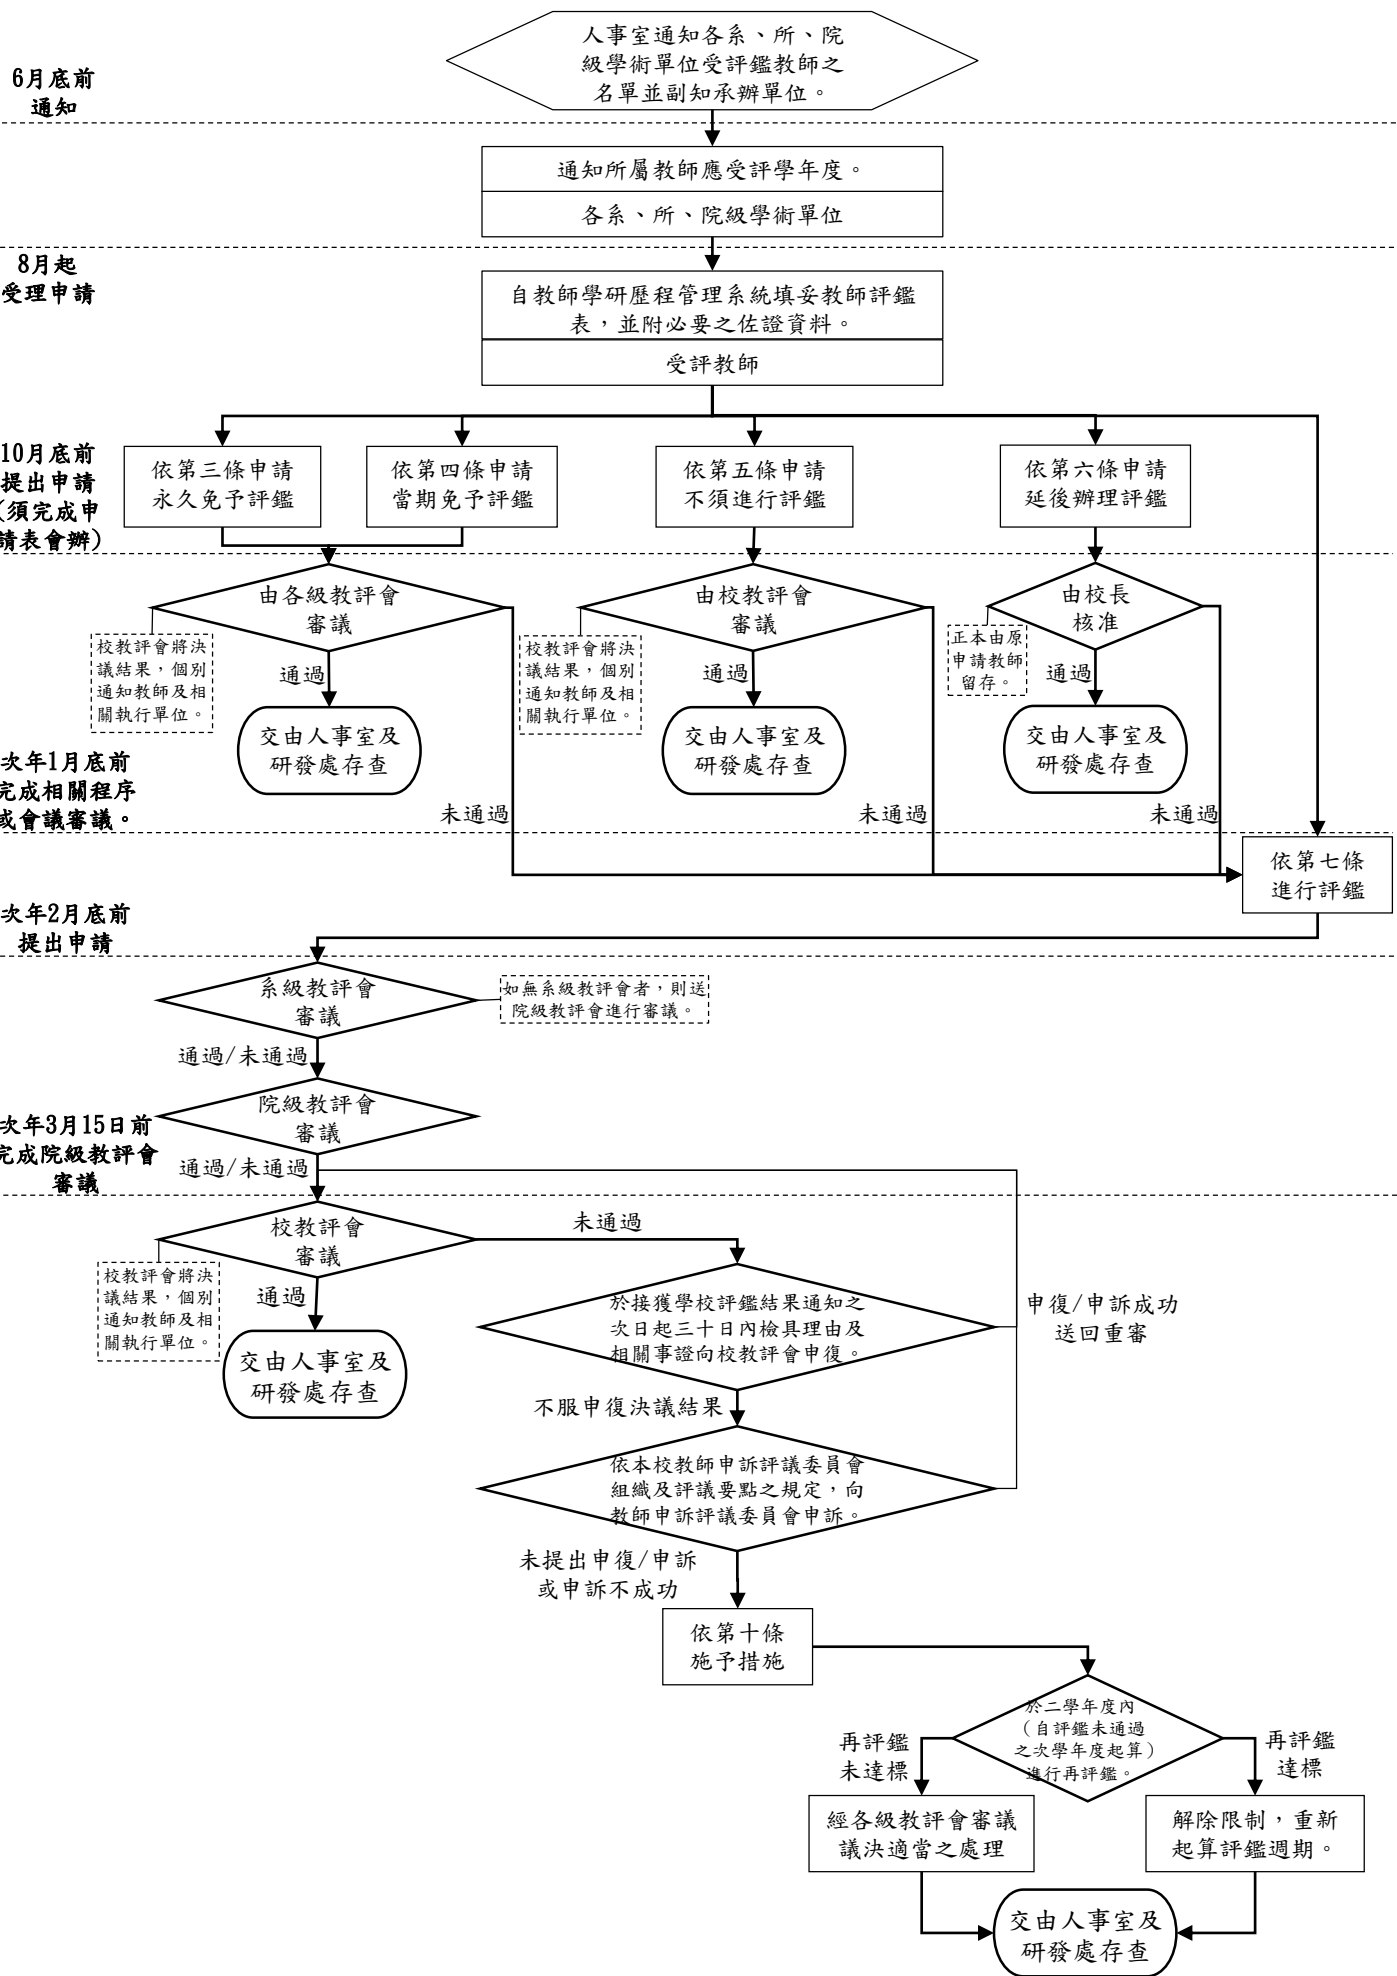 人事室通知各系、所、院
級學術單位受評鑑教師之
名單並副知承辦單位。
6月底前
通知
通知所屬教師應受評學年度。
各系、所、院級學術單位
8月起
受理申請
自教師學研歷程管理系統填妥教師評鑑
表，並附必要之佐證資料。
受評教師
10月底前
提出申請
(須完成申
請表會辦)
依第三條申請
永久免予評鑑
依第四條申請
當期免予評鑑
依第五條申請
不須進行評鑑
依第六條申請
延後辦理評鑑
由各級教評會
審議
校教評會將決
議結果，個別
通知教師及相
關執行單位。
通過
交由人事室及
研發處存查
未通過
由校教評會
審議
校教評會將決
議結果，個別
通知教師及相
關執行單位。
通過
交由人事室及
研發處存查
未通過
由校長
核准
正本由原
申請教師
留存。
通過
交由人事室及
研發處存查
未通過
次年1月底前
完成相關程序
或會議審議。
依第七條
進行評鑑
次年2月底前
提出申請
系級教評會
審議
如無系級教評會者，則送
院級教評會進行審議。
通過/未通過
院級教評會
審議
次年3月15日前
完成院級教評會
審議
通過/未通過
校教評會
審議
未通過
校教評會將決
議結果，個別
通知教師及相
關執行單位。
通過
交由人事室及
研發處存查
於接獲學校評鑑結果通知之
次日起三十日內檢具理由及
相關事證向校教評會申復。
申復/申訴成功
送回重審
不服申復決議結果
依本校教師申訴評議委員會
組織及評議要點之規定，向
教師申訴評議委員會申訴。
未提出申復/申訴
或申訴不成功
依第十條
施予措施
於二學年度內
（自評鑑未通過
之次學年度起算）
進行再評鑑。
再評鑑
未達標
再評鑑
達標
經各級教評會審議
議決適當之處理
解除限制，重新
起算評鑑週期。
交由人事室及
研發處存查